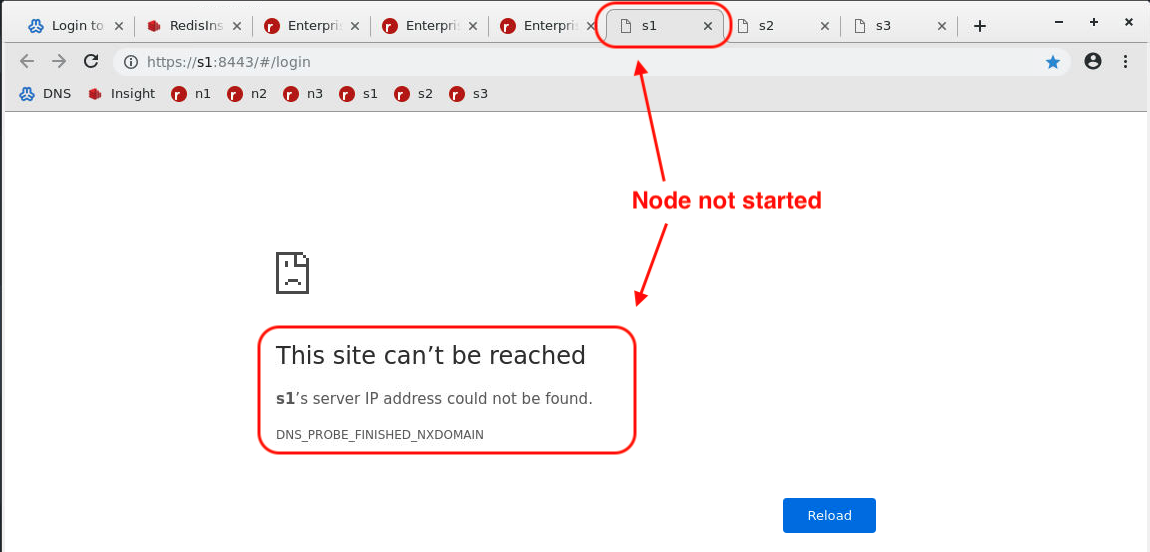 Login to
RedisIns
Enterpris
Enterpris
Enterpris
s1
s2
s3
https://s1:8443/#/login
DNS
Insight
n1
n2
n3
s1
s2
s3
Node not started
This site can’t be reached
s1’s server IP address could not be found.
DNS_PROBE_FINISHED_NXDOMAIN
Reload